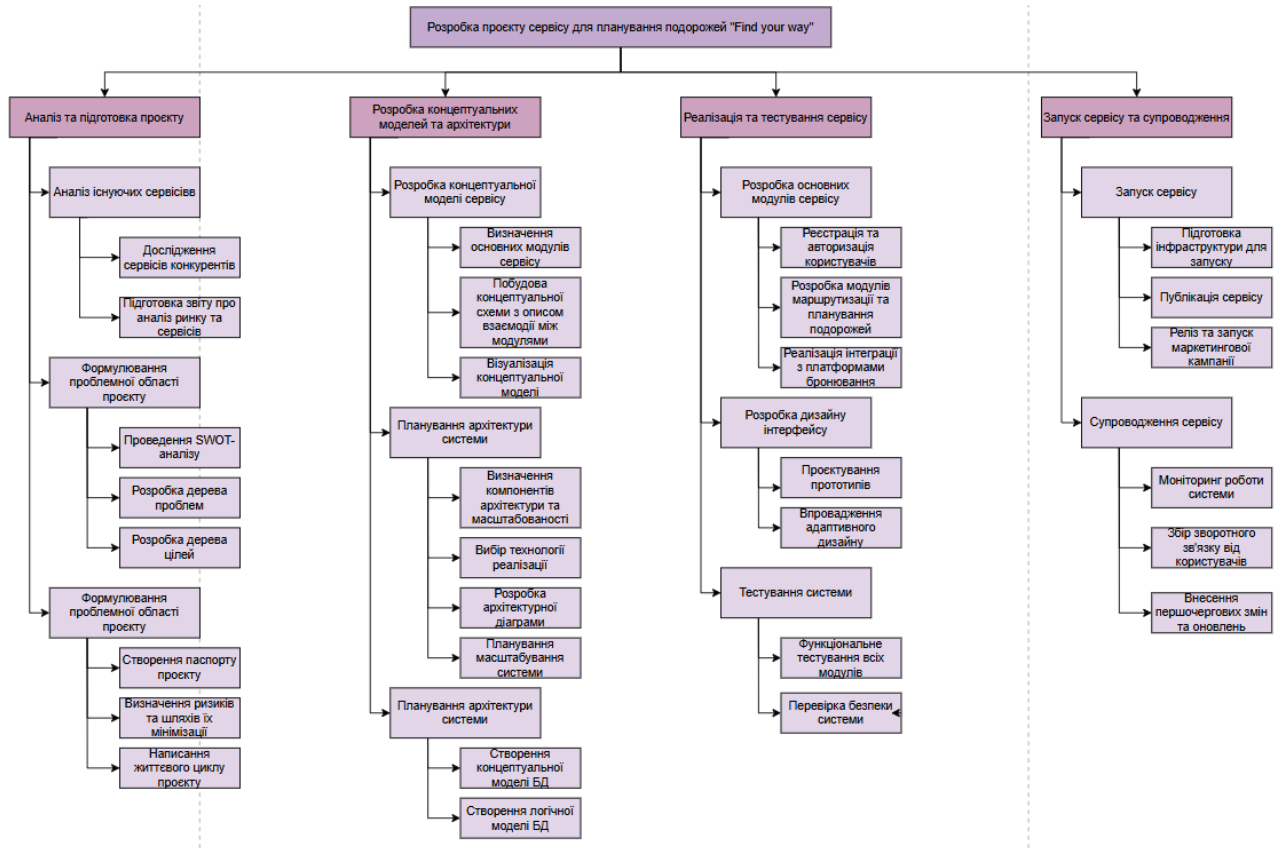 Розробка проєкту сервісу для планування подорожей "Find your way"
Аналіз та підготовка проєкту
Аналіз існуючих сервісівв
Дослідження
сервісів конкурентів
Підготовка звіту про
аналіз ринку та
сервісів
Формулювання
проблемної області
проєкту
Проведення SWOT-
аналізу
Розробка дерева
проблем
Розробка дерева
цілей
Формулювання
проблемної області
проєкту
Створення паспорту
проєкту
Визначення ризиків
та шляхів їх
мінімізації
Написання
життєвого циклу
проєкту
Розробка концептуальних
моделей та архітектури
Розробка концептуальної
моделі сервісу
Визначення
основних модулів
сервісу
Побудова
концептуальної
схеми з описом
взаємодії між
модулями
Візуалізація
концептуальної
моделі
Планування архітектури
системи
Визначення
компонентів
архітектури та
масштабованості
Вибір технології
реалізації
Розробка
архітектурної
діаграми
Планування
масштабування
системи
Планування архітектури
системи
Створення
концептуальної
моделі БД
Створення логічної
моделі БД
Реалізація та тестування сервісу
Розробка основних
модулів сервісу
Реєстрація та
авторизація
користувачів
Розробка модулів
маршрутизації та
планування
подорожей
Реалізація інтеграції
з платформами
бронювання
Розробка дизайну
інтерфейсу
Проєктування
прототипів
Впровадження
адаптивного
дизайну
Тестування системи
Функціональне
тестування всіх
модулів
Перевірка безпеки
системи
Запуск сервісу та супроводження
Запуск сервісу
Підготовка
інфраструктури для
запуску
Публікація сервісу
Реліз та запуск
маркетингової
кампанії
Супроводження сервісу
Моніторинг роботи
системи
Збір зворотного
зв'язку від
користувачів
Внесення
першочергових змін
та оновлень